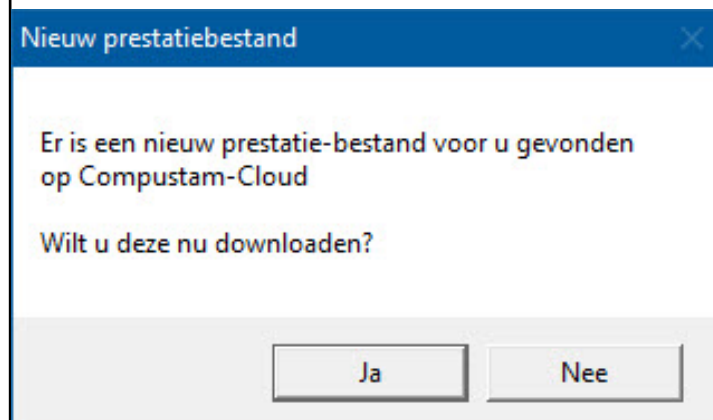 Nieuw prestatiebestand
Er is een nieuw prestatie-bestand voor u gevonden
op Compustam-Cloud
Wilt u deze nu downloaden?
Ja
Nee